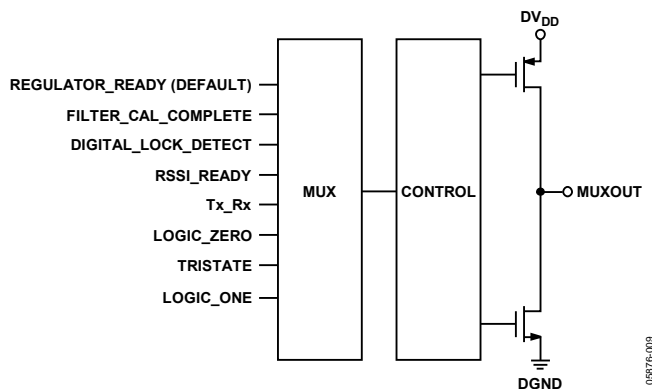 DVDD
REGULATOR_READY (DEFAULT)
FILTER_CAL_COMPLETE
DIGITAL_LOCK_DETECT
RSSI_READY
Tx_Rx
LOGIC_ZERO
TRISTATE
LOGIC_ONE
MUX
CONTROL
MUXOUT
DGND
05876-009